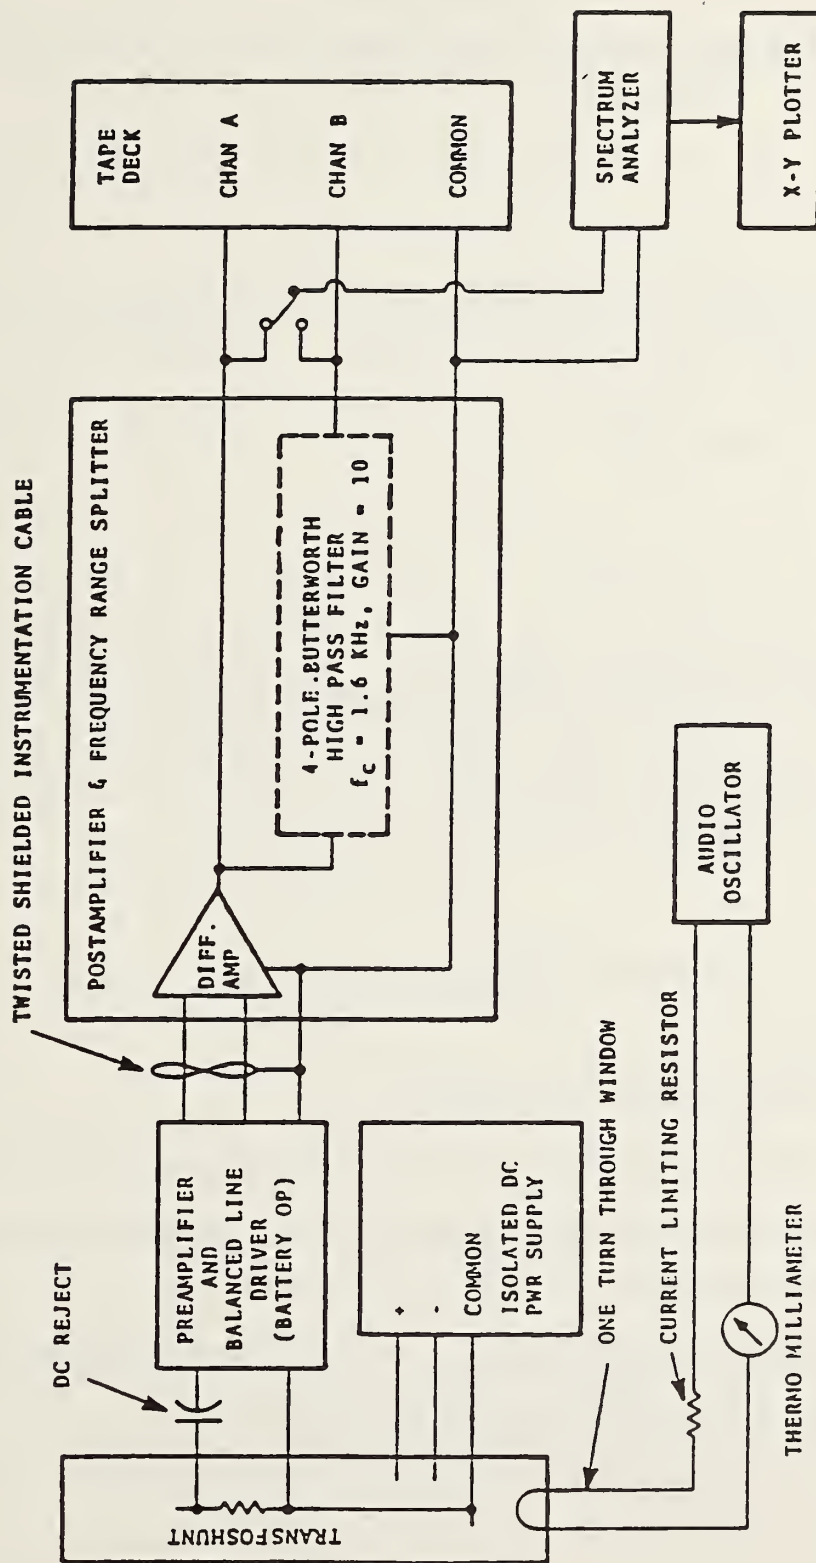 TWISTED SHIELDED INSTRUMENTATION CABLE
POSTAMPLIFIER & FREQUENCY RANGE SPLITTER
TAPE
DECK
CHAN A
CHAN B
COMMON
DIFF.
AMP
4-POLE BUTTERWORTH
HIGH PASS FILTER
fc = 1.6 KHz, GAIN = 10
SPECTRUM
ANALYZER
X-Y PLOTTER
DC REJECT
PREAMPLIFIER
AND
BALANCED LINE
DRIVER
(BATTERY OP)
TRANSFOSHUNT
+
-
COMMON
ISOLATED DC
PWR SUPPLY
ONE TURN THROUGH WINDOW
CURRENT LIMITING RESISTOR
AUDIO
OSCILLATOR
THERMO MILLIAMETER